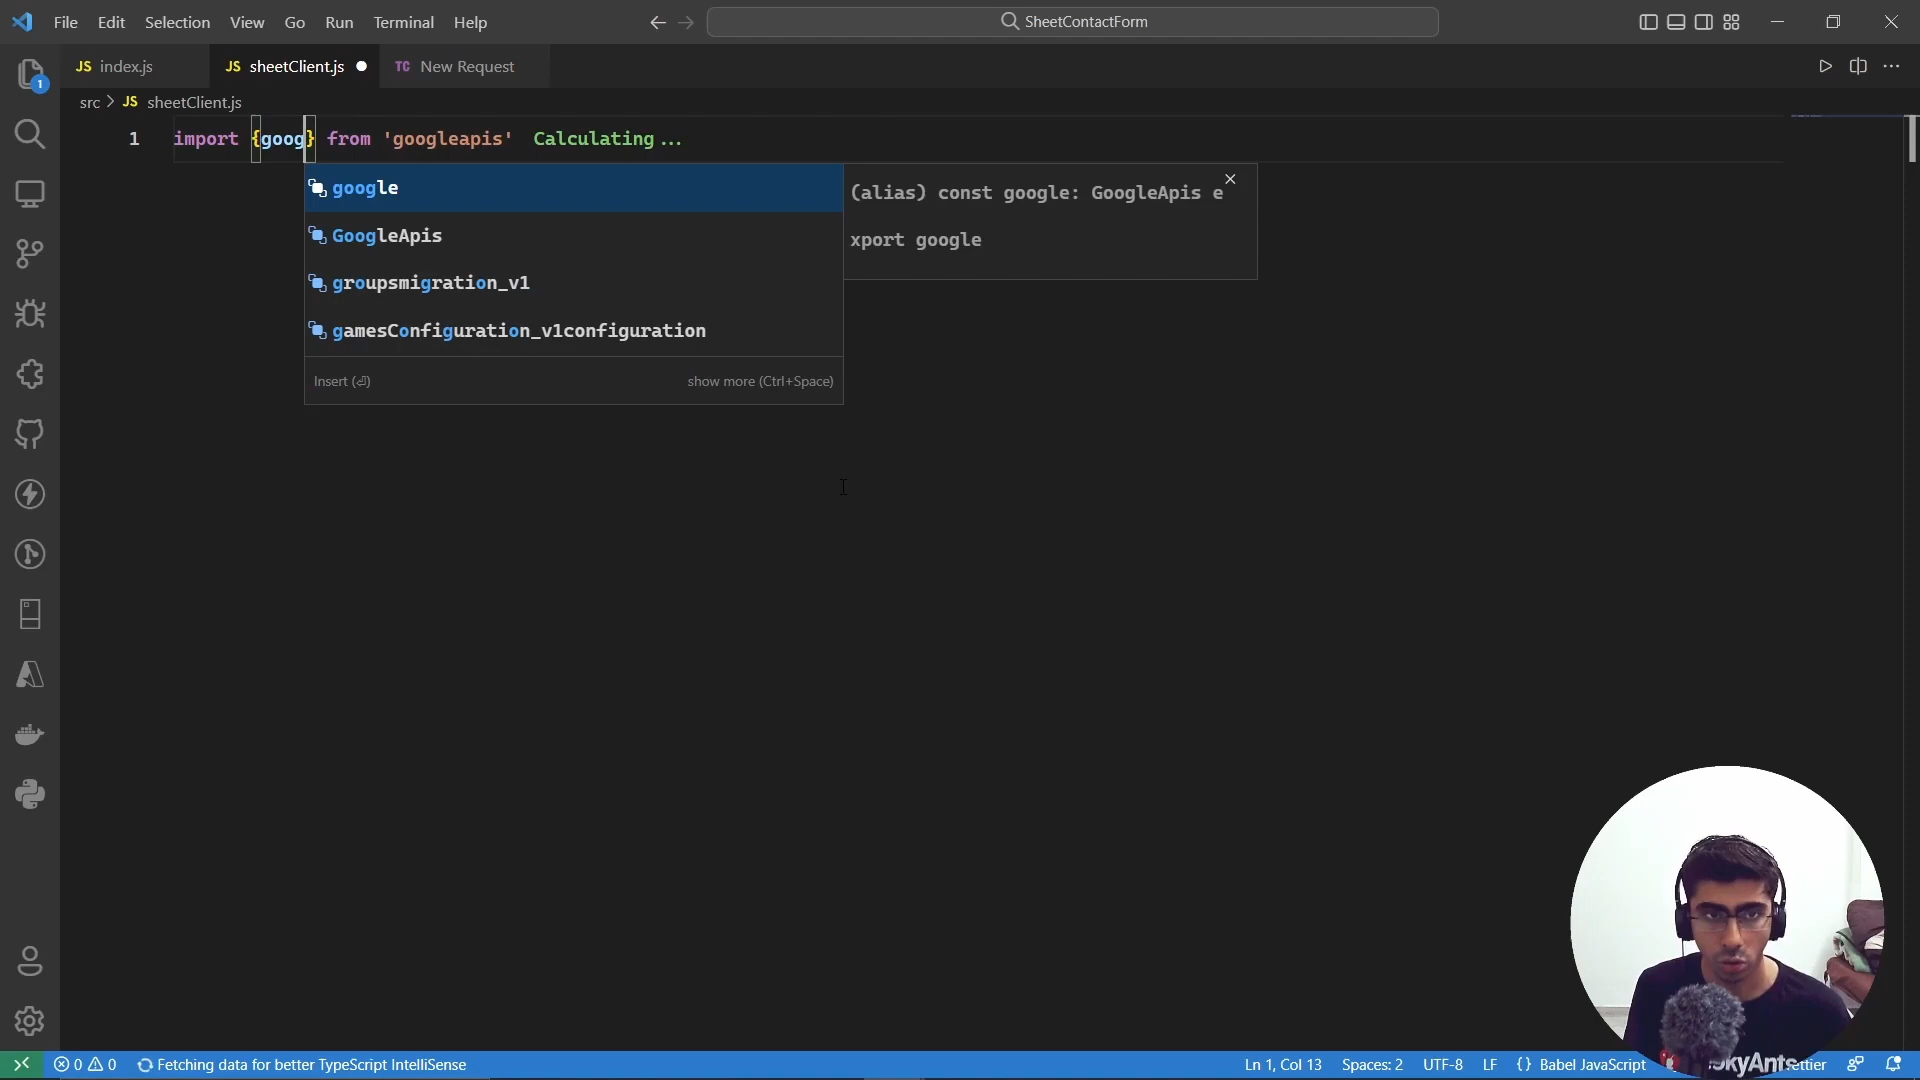 File Edit Selection View Go Run Terminal Help
SheetContactForm
JS index.js
JS sheetClient.js
TC New Request
1
src > JS sheetClient.js
1 import {goog} from 'googleapis' Calculating...
google
GoogleApis
groupsmigration_v1
gamesConfiguration_v1configuration
Insert (⏎) show more (Ctrl+Space)
(alias) const google: GoogleApis e
xport google
0 0 Fetching data for better TypeScript IntelliSense
Ln 1, Col 13 Spaces: 2 UTF-8 LF {} Babel JavaScript